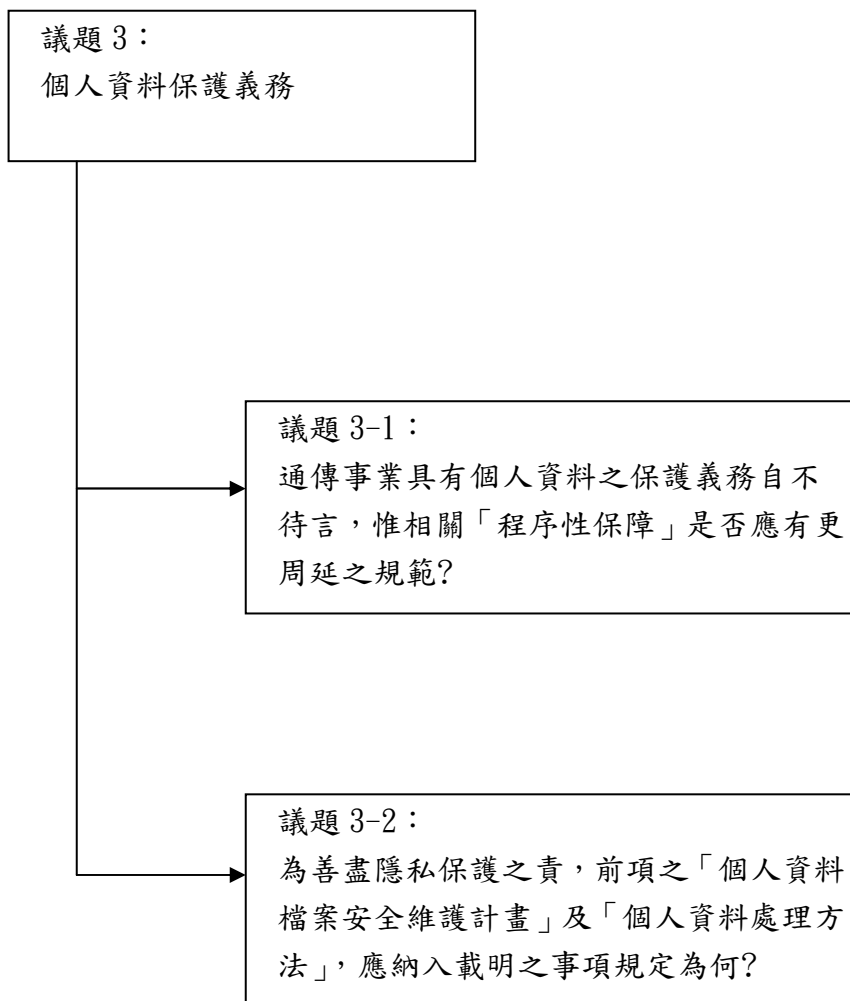 議題 3：
個人資料保護義務
議題 3-1：
通傳事業具有個人資料之保護義務自不
待言，惟相關「程序性保障」是否應有更
周延之規範?
議題 3-2：
為善盡隱私保護之責，前項之「個人資料
檔案安全維護計畫」及「個人資料處理方
法」，應納入載明之事項規定為何?